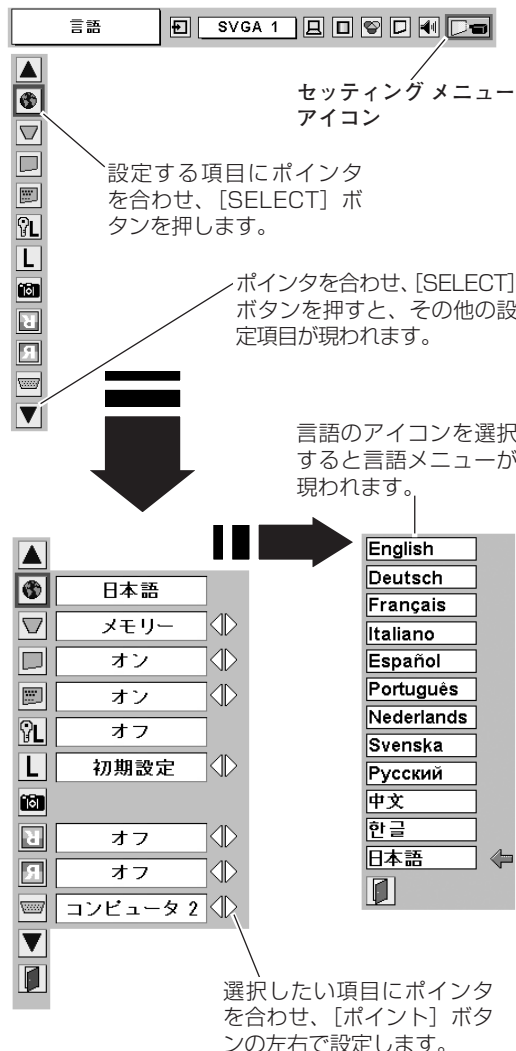 言語
SVGA 1
セッティング メニュー
アイコン
設定する項目にポインタ
を合わせ、［SELECT］ボ
タンを押します。
L
L
ポインタを合わせ、［SELECT］
ボタンを押すと、その他の設
定項目が現われます。
R
R
言語のアイコンを選択
すると言語メニューが
現われます。
日本語
メモリー
オン
オン
L
オフ
L
初期設定
R
オフ
R
オフ
コンピュータ 2
English
Deutsch
Français
Italiano
Español
Português
Nederlands
Svenska
Русский
中文
한글
日本語
選択したい項目にポインタ
を合わせ、［ポイント］ボタ
ンの左右で設定します。